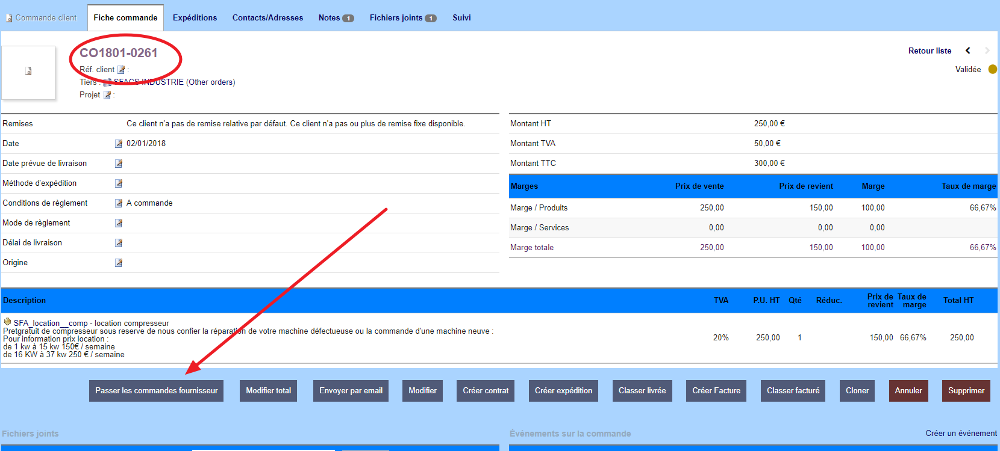 Commande client
Fiche commande
Expéditions
Contacts/Adresses
Notes 1
Fichiers joints 1
Suivi
CO1801-0261
Réf. client :
Tiers : SFACS INDUSTRIE (Other orders)
Projet :
Retour liste
Validée
Remises Ce client n'a pas de remise relative par défaut. Ce client n'a pas ou plus de remise fixe disponible.
Date 02/01/2018
Date prévue de livraison
Méthode d'expédition
Conditions de règlement A commande
Mode de règlement
Délai de livraison
Origine
Montant HT 250,00 €
Montant TVA 50,00 €
Montant TTC 300,00 €
Marges Prix de vente Prix de revient Marge Taux de marge
Marge / Produits 250,00 150,00 100,00 66,67%
Marge / Services 0,00 0,00 0,00
Marge totale 250,00 150,00 100,00 66,67%
Description TVA P.U. HT Qté Réduc. Prix de revient Taux de marge Total HT
SFA_location__comp - location compresseur
Pretgratuit de compresseur sous reserve de nous confier la réparation de votre machine défectueuse ou la commande d'une machine neuve :
Pour information prix location :
de 1 kw à 15 kw 150€ / semaine
de 16 KW à 37 kw 250 € / semaine
20% 250,00 1 150,00 66,67% 250,00
Passer les commandes fournisseur
Modifier total
Envoyer par email
Modifier
Créer contrat
Créer expédition
Classer livrée
Créer Facture
Classer facturé
Cloner
Annuler
Supprimer
Fichiers joints
Événements sur la commande
Créer un événement